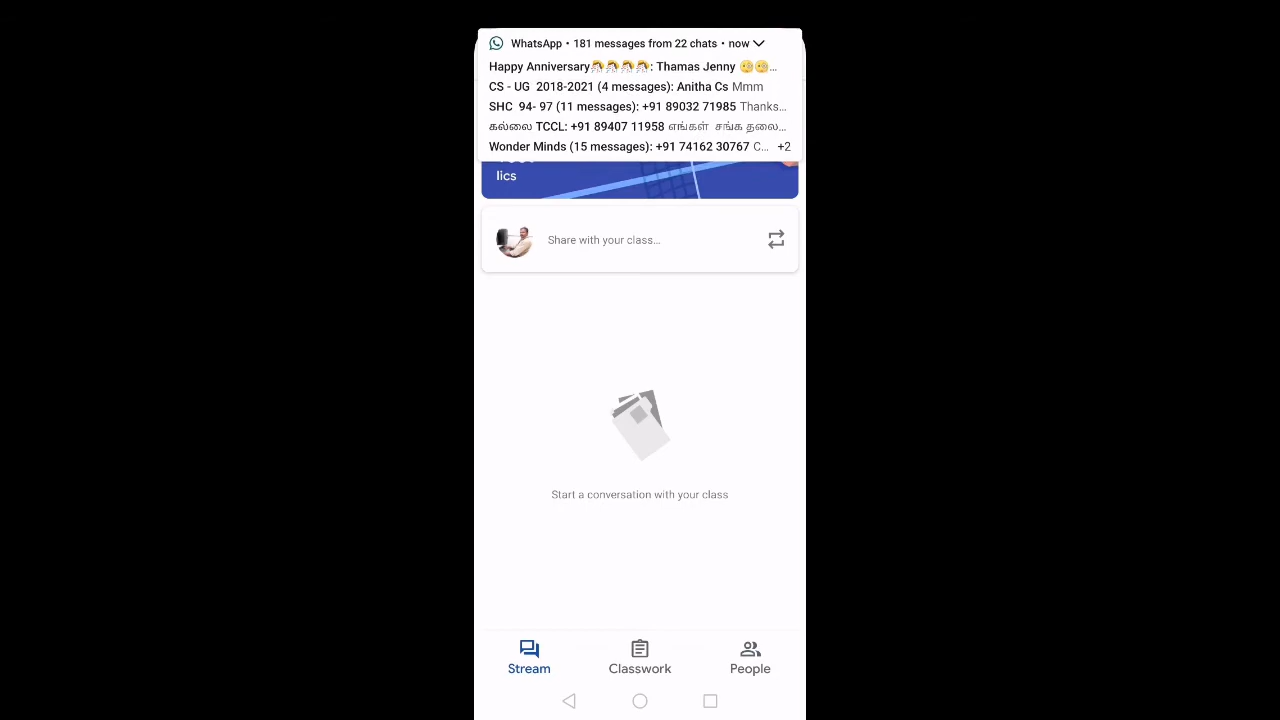 WhatsApp • 181 messages from 22 chats • now
Happy Anniversary: Thamas Jenny ...
CS - UG 2018-2021 (4 messages): Anitha Cs Mmm
SHC 94- 97 (11 messages): +91 89032 71985 Thanks...
கல்லை TCCL: +91 89407 11958 எங்கள் சங்க தலை...
Wonder Minds (15 messages): +91 74162 30767 C... +2
lics
Share with your class...
Start a conversation with your class
Stream
Classwork
People